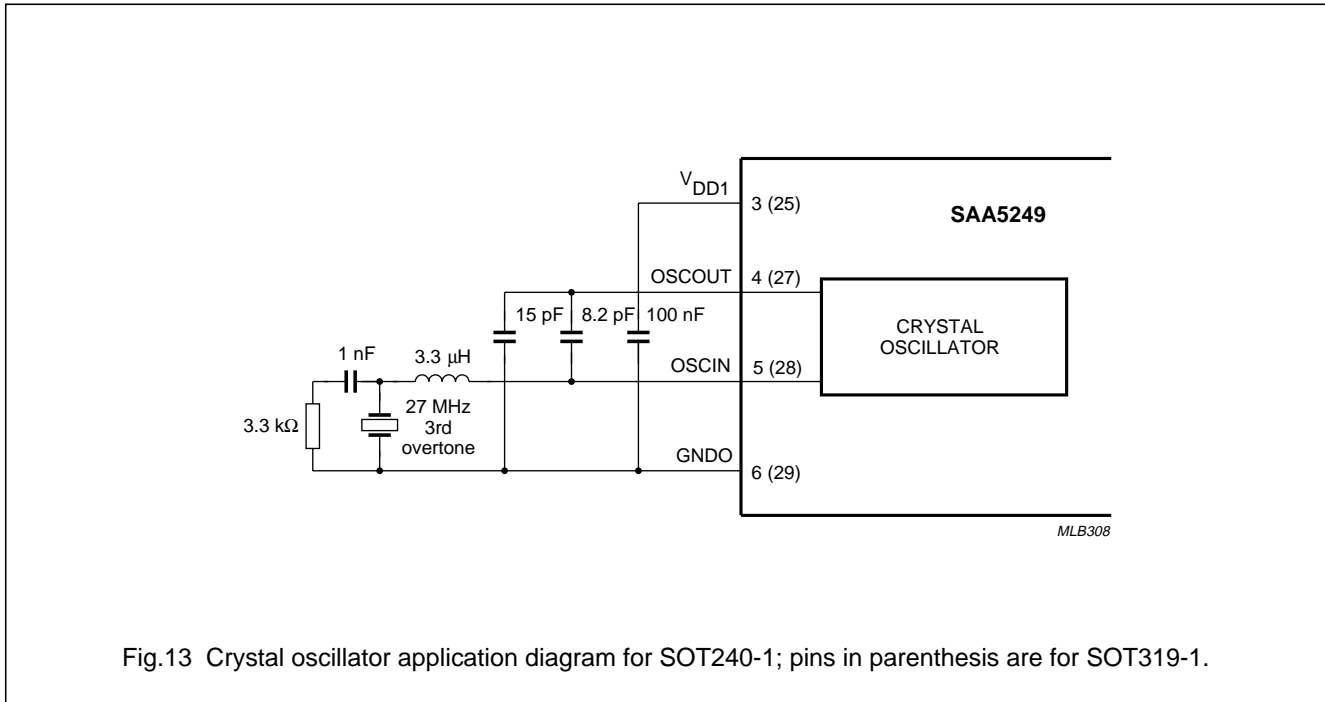 V DD1
3 (25)
SAA5249
OSCOUT
4 (27)
15 pF
8.2 pF
100 nF
CRYSTAL
OSCILLATOR
1 nF
3.3 μH
OSCIN
5 (28)
3.3 kΩ
27 MHz
3rd
overtone
GNDO
6 (29)
MLB308
Fig.13 Crystal oscillator application diagram for SOT240-1; pins in parenthesis are for SOT319-1.